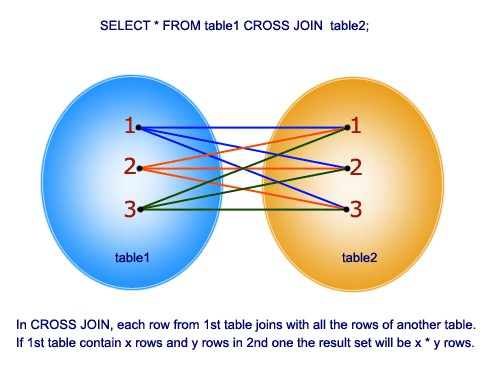 SELECT * FROM table1 CROSS JOIN table2;
1 1
2 2
3 3
table1 table2
In CROSS JOIN, each row from 1st table joins with all the rows of another table.
If 1st table contain x rows and y rows in 2nd one the result set will be x * y rows.